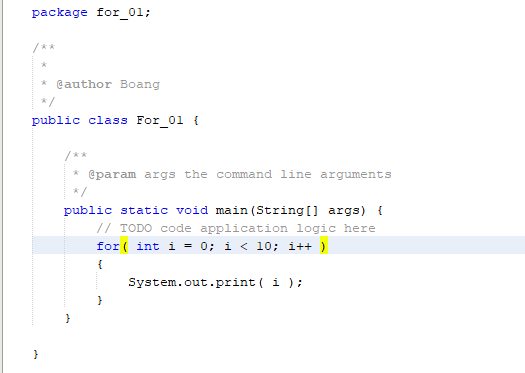 package for_01;
/**
 *
 * @author Boang
 */
public class For_01 {
    /**
     * @param args the command line arguments
     */
    public static void main(String[] args) {
        // TODO code application logic here
        for( int i = 0; i < 10; i++ )
        {
            System.out.print( i );
        }
    }
}